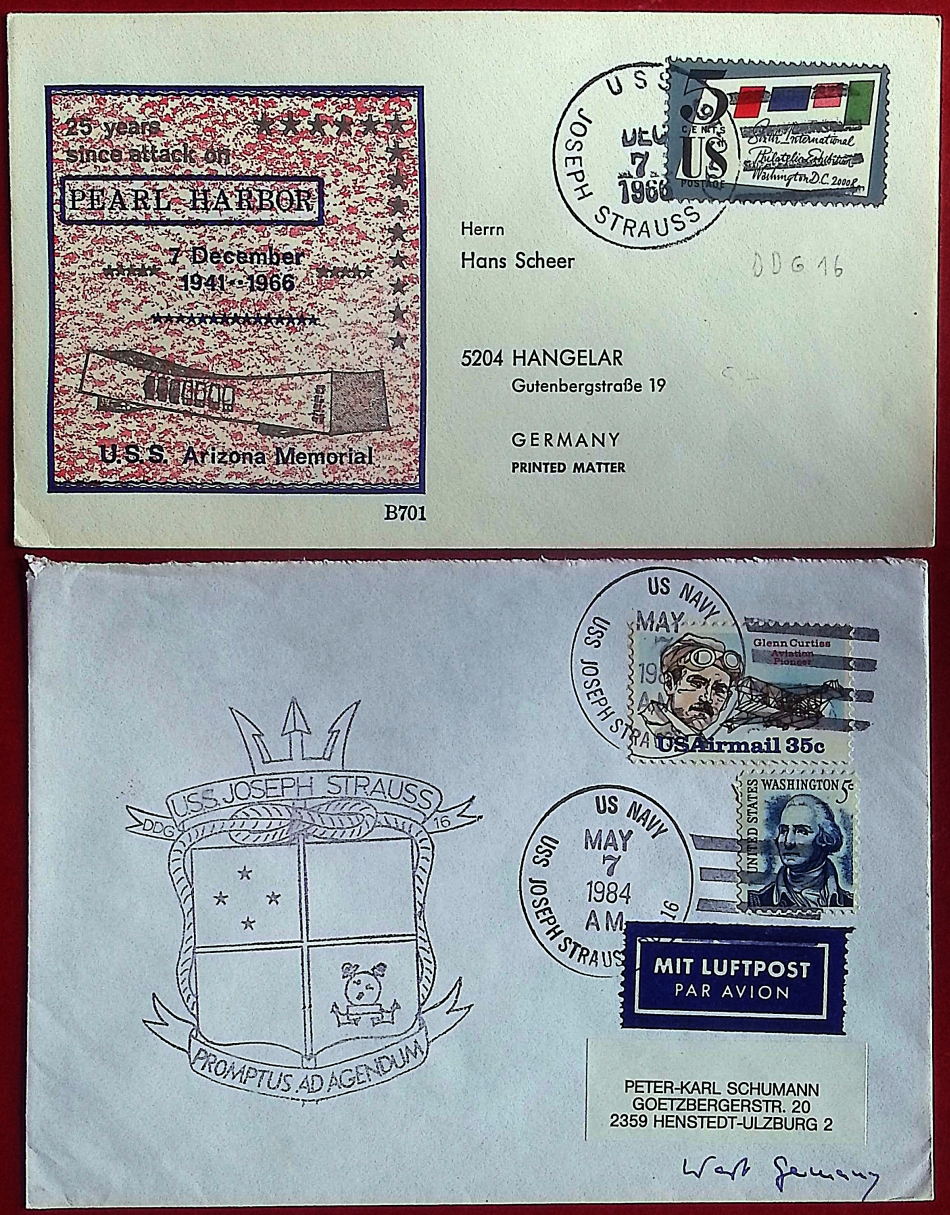 25 years
since attack on
PEARL HARBOR
7 December
1941--1966
U.S.S. Arizona Memorial
B701
USS
JOSEPH STRAUSS
DEC
7
1966
5
CENTS
US
POSTAGE
Sixth International
Philatelic Exhibition
Washington D.C.
Herrn
Hans Scheer
DDG 16
5204 HANGELAR
Gutenbergstraße 19
GERMANY
PRINTED MATTER
US NAVY
MAY
198
A.M.
USS JOSEPH STRAUSS
Glenn Curtiss
Aviation
Pioneer
USAirmail 35c
US NAVY
MAY
7
1984
A.M.
USS JOSEPH STRAUSS
16
UNITED STATES
WASHINGTON 5c
USS. JOSEPH STRAUSS
DDG 16
PROMPTUS AD AGENDUM
MIT LUFTPOST
PAR AVION
PETER-KARL SCHUMANN
GOETZBERGERSTR. 20
2359 HENSTEDT-ULZBURG 2
West Germany